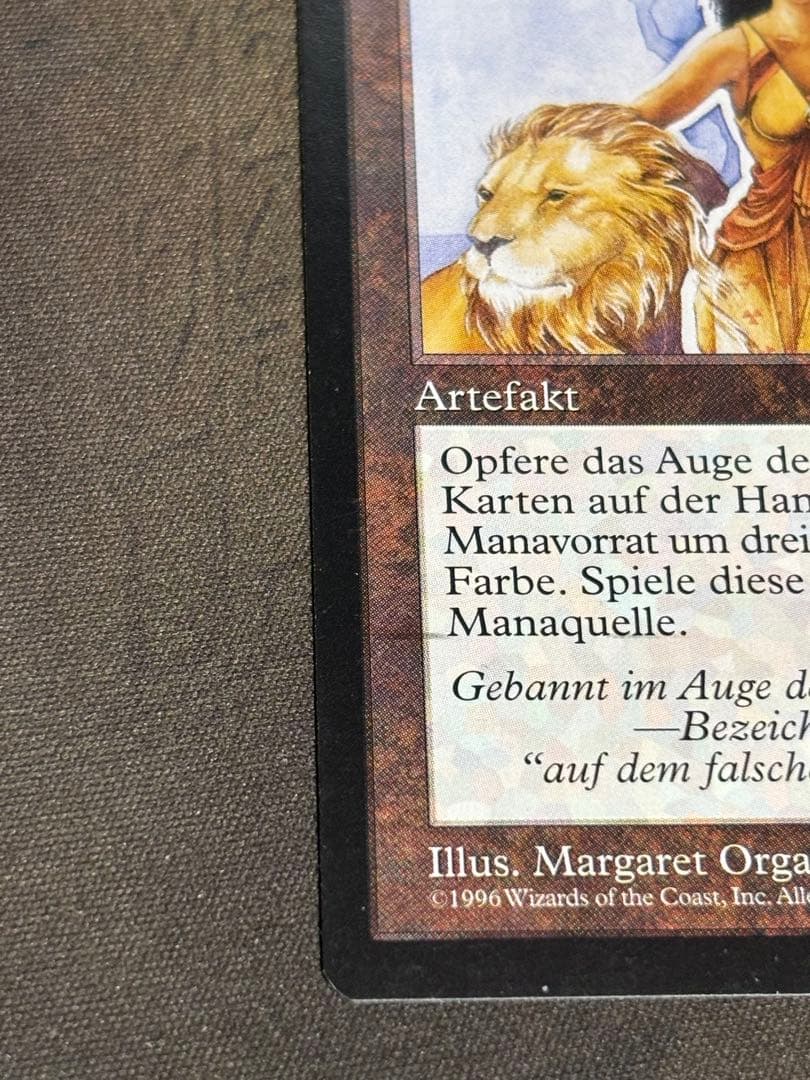 Artefakt
Opfere das Auge de
Karten auf der Han
Manavorrat um drei
Farbe. Spiele diese
Manaquelle.
Gebannt im Auge d
—Bezeich
“auf dem falsch
Illus. Margaret Orga
©1996 Wizards of the Coast, Inc. Alle